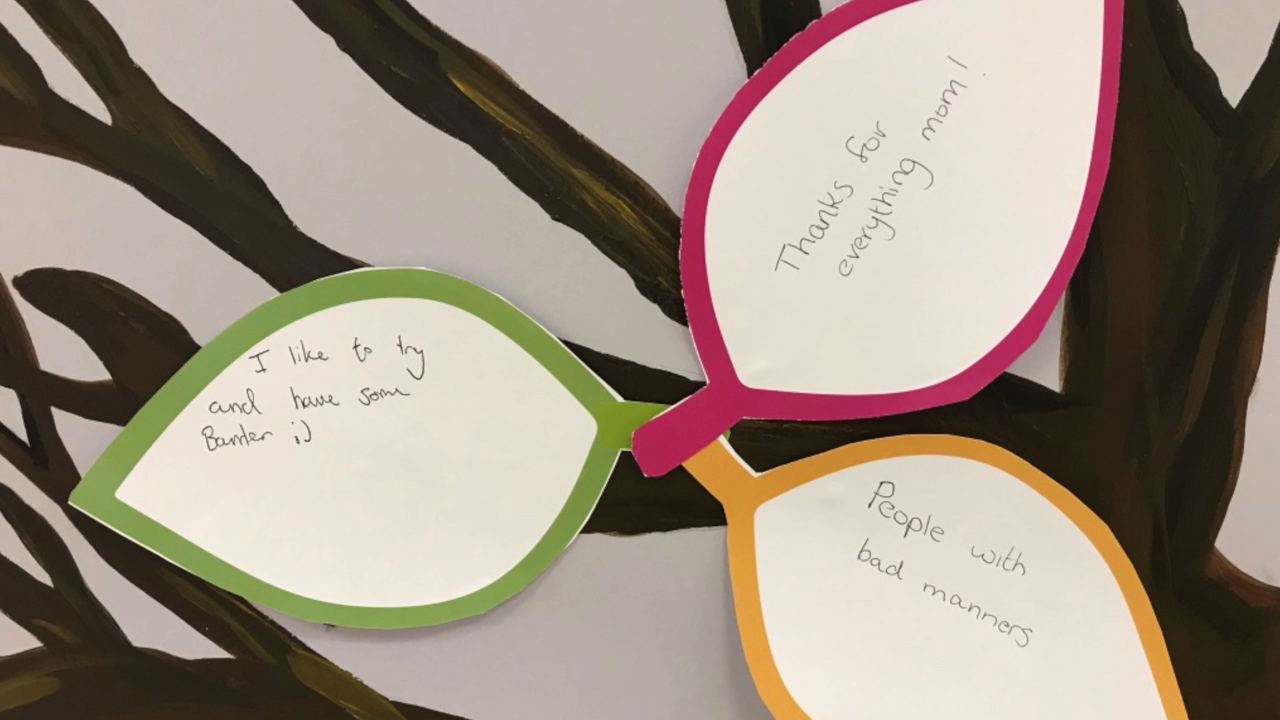 Thanks for
everything mom!
I like to try
and have some
Banter ;)
People with
bad manners